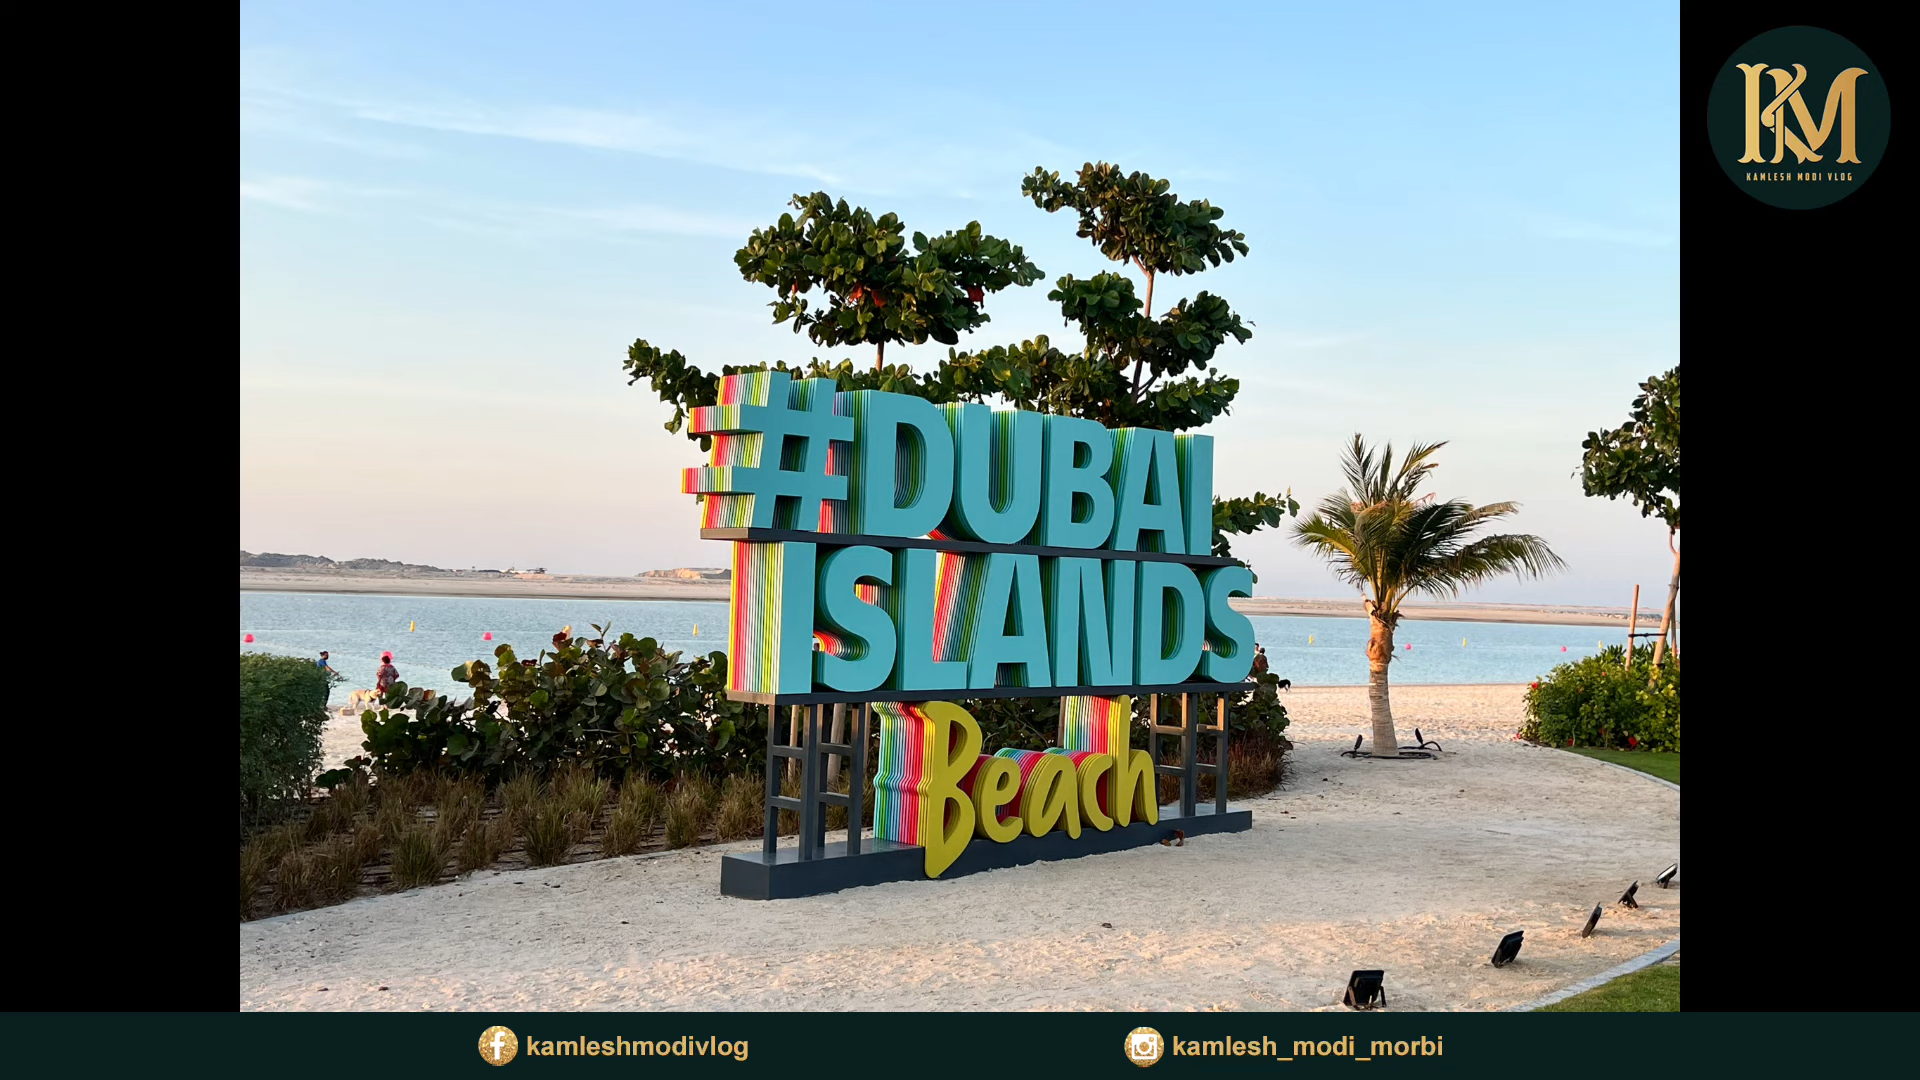 #DUBAI
ISLANDS
Beach
KM
KAMLESH MODI VLOG
kamleshmodivlog
kamlesh_modi_morbi